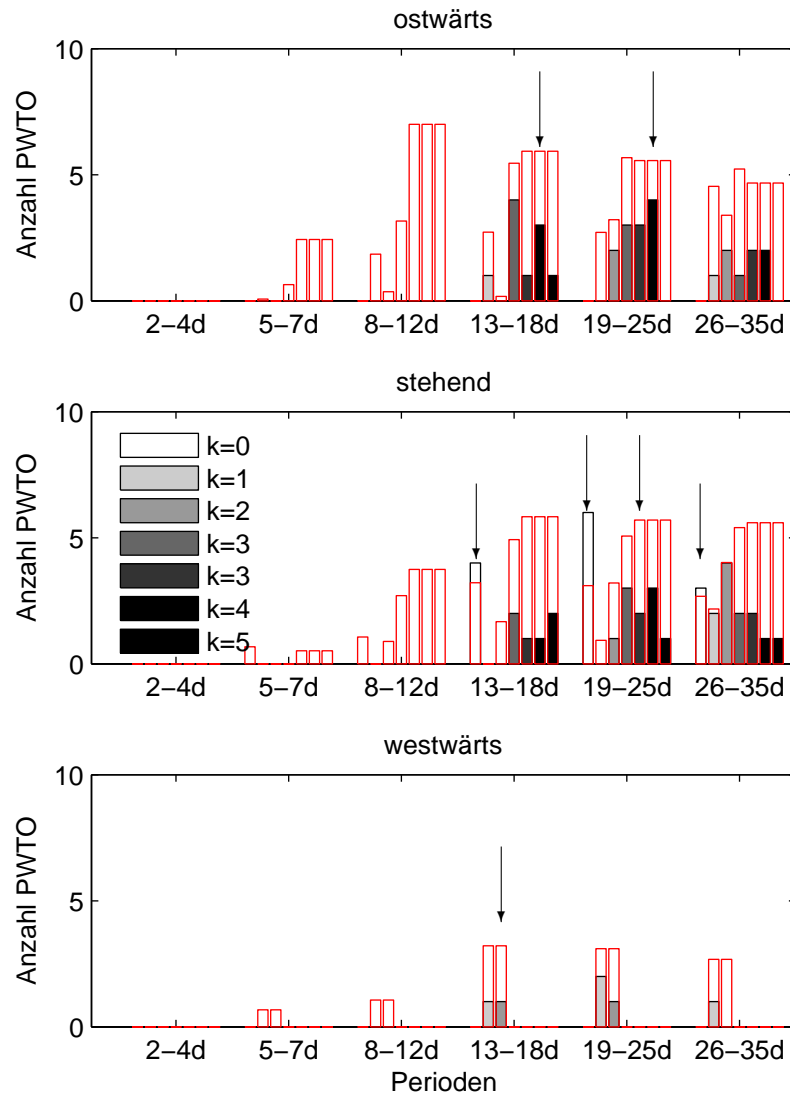 ostwärts
10
5
0
Anzahl PWTO
2−4d 5−7d 8−12d 13−18d 19−25d 26−35d
stehend
10
5
0
Anzahl PWTO
k=0
k=1
k=2
k=3
k=3
k=4
k=5
2−4d 5−7d 8−12d 13−18d 19−25d 26−35d
westwärts
10
5
0
Anzahl PWTO
2−4d 5−7d 8−12d 13−18d 19−25d 26−35d
Perioden